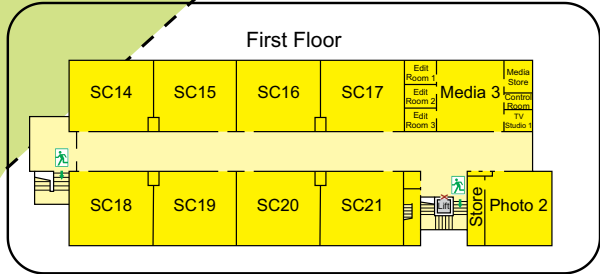 First Floor
SC14
SC15
SC16
SC17
Edit
Room 1
Edit
Room 2
Edit
Room 3
Media 3
Media
Store
Control
Room
TV
Studio 1
SC18
SC19
SC20
SC21
Lift
Store
Photo 2